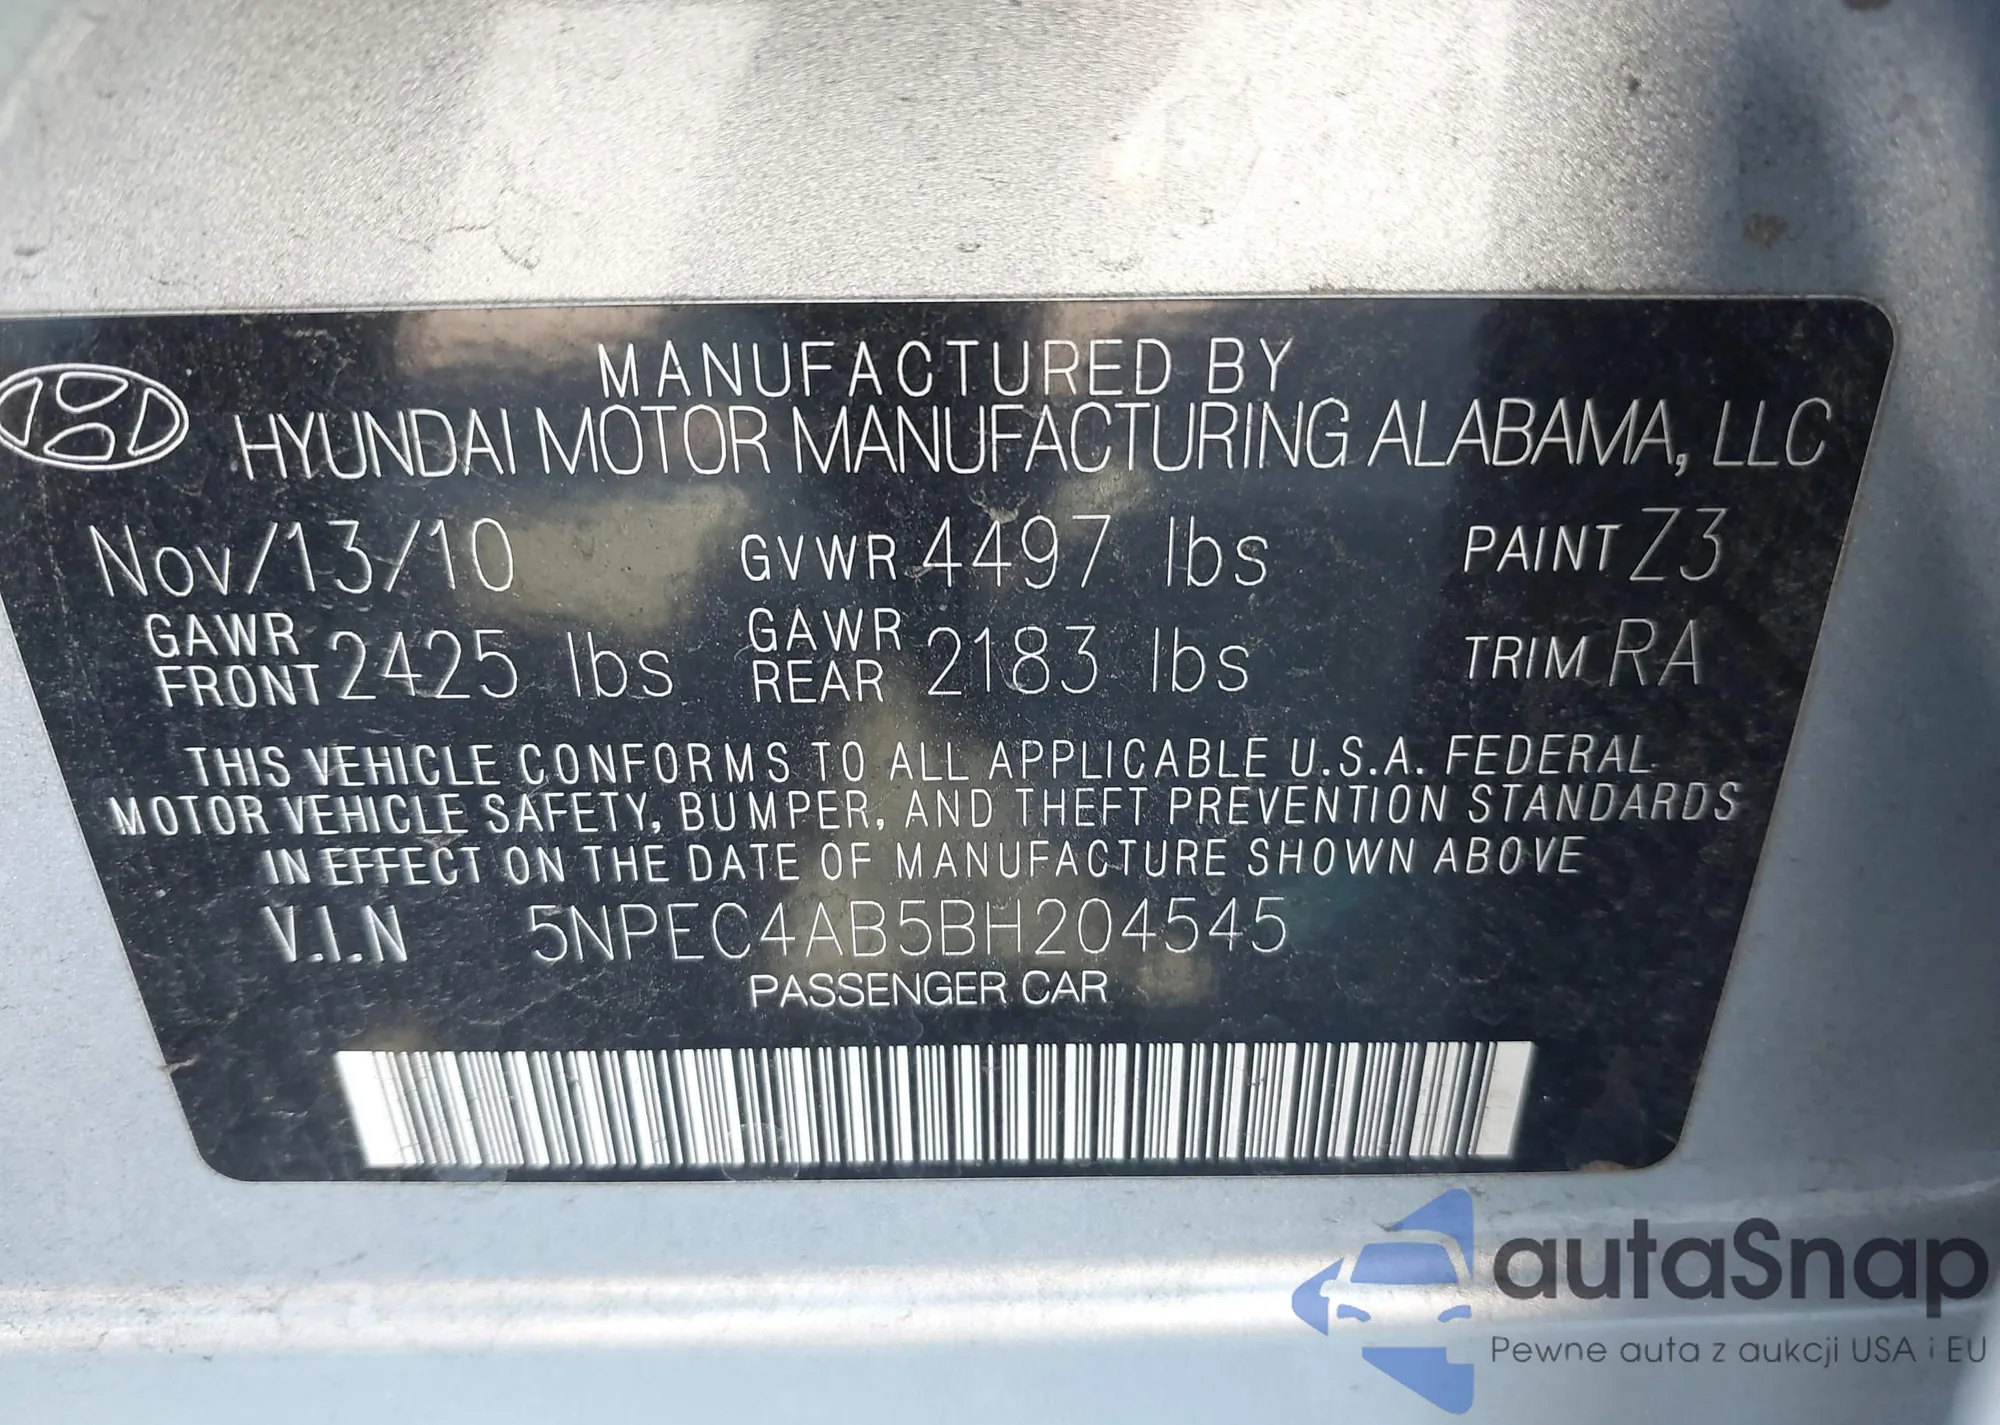 MANUFACTURED BY
HYUNDAI MOTOR MANUFACTURING ALABAMA, LLC
Nov/13/10 GVWR 4497 lbs PAINT Z3
GAWR FRONT 2425 lbs GAWR REAR 2183 lbs TRIM RA
THIS VEHICLE CONFORMS TO ALL APPLICABLE U.S.A. FEDERAL
MOTOR VEHICLE SAFETY, BUMPER, AND THEFT PREVENTION STANDARDS
IN EFFECT ON THE DATE OF MANUFACTURE SHOWN ABOVE
V.I.N 5NPEC4AB5BH204545
PASSENGER CAR
autaSnap
Pewne auta z aukcji USA i EU